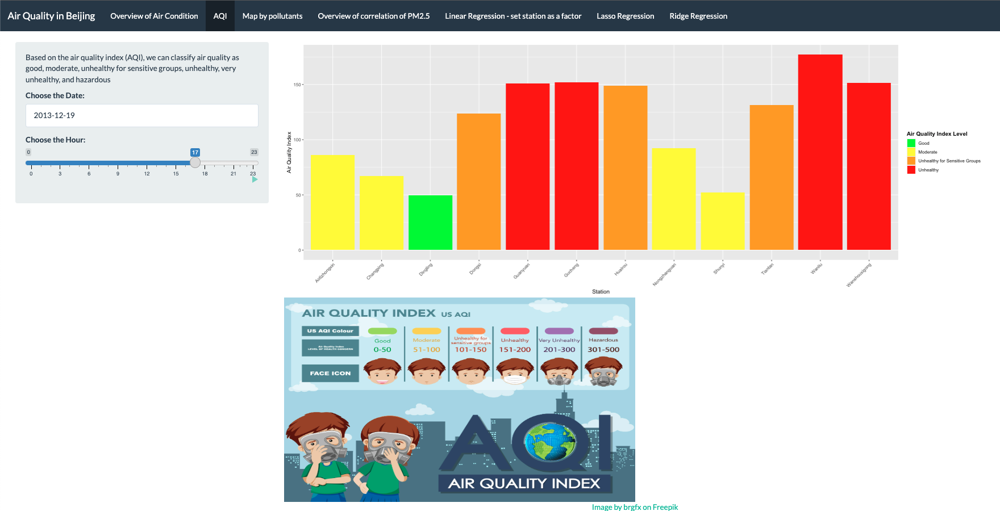 Air Quality in Beijing
Overview of Air Condition
AQI
Map by pollutants
Overview of correlation of PM2.5
Linear Regression - set station as a factor
Lasso Regression
Ridge Regression
Based on the air quality index (AQI), we can classify air quality as
good, moderate, unhealthy for sensitive groups, unhealthy, very
unhealthy, and hazardous
Choose the Date:
2013-12-19
Choose the Hour:
0
17
23
0 3 6 9 12 15 18 21 23
Air Quality Index
150
100
50
0
Aotizhongxin
Changping
Dingling
Dongsi
Guanyuan
Gucheng
Huairou
Nongzhanguan
Shunyi
Tiantan
Wanliu
Wanshouxigong
Station
Air Quality Index Level
Good
Moderate
Unhealthy for Sensitive Groups
Unhealthy
AIR QUALITY INDEX US AQI
US AQI Colour
Air Quality Index
LEVEL OF HEALTH CONCERN
Good
0-50
Moderate
51-100
Unhealthy for
sensitive groups
101-150
Unhealthy
151-200
Very Unhealthy
201-300
Hazardous
301-500
FACE ICON
AQI
AIR QUALITY INDEX
Image by brgfx on Freepik